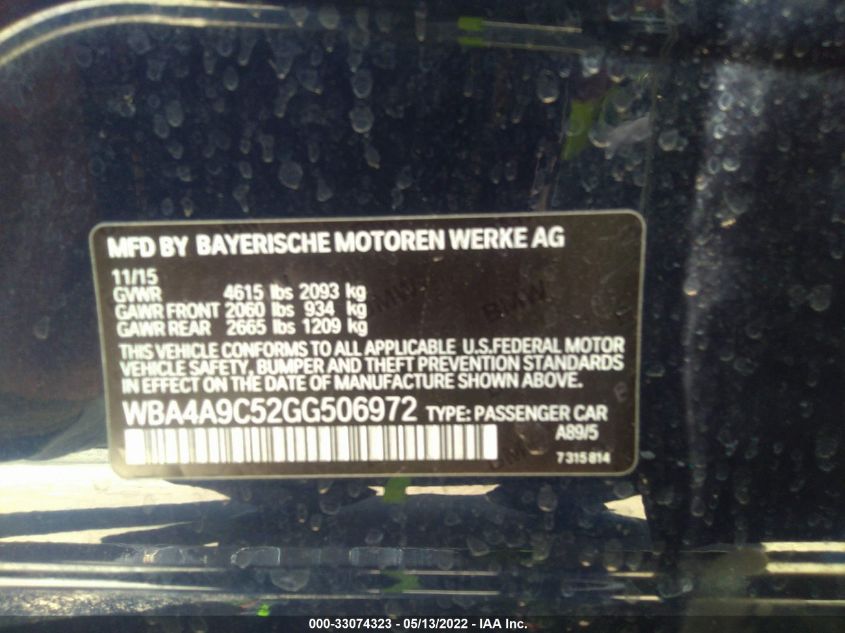 MFD BY BAYERISCHE MOTOREN WERKE AG
11/15
GVWR 4615 lbs 2093 kg
GAWR FRONT 2060 lbs 934 kg
GAWR REAR 2665 lbs 1209 kg
THIS VEHICLE CONFORMS TO ALL APPLICABLE U.S.FEDERAL MOTOR
VEHICLE SAFETY, BUMPER AND THEFT PREVENTION STANDARDS
IN EFFECT ON THE DATE OF MANUFACTURE SHOWN ABOVE.
WBA4A9C52GG506972 TYPE: PASSENGER CAR
A89/5
7315814
000-33074323 - 05/13/2022 - IAA Inc.